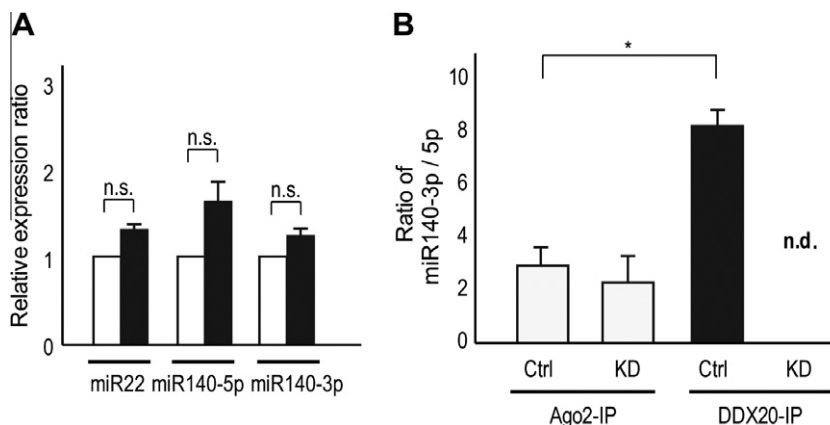 A
Relative expression ratio
3
2
1
0
n.s.
n.s.
n.s.
miR22 miR140-5p miR140-3p
B
Ratio of
miR140-3p / 5p
10
8
6
4
2
0
*
n.d.
Ctrl KD Ctrl KD
Ago2-IP DDX20-IP